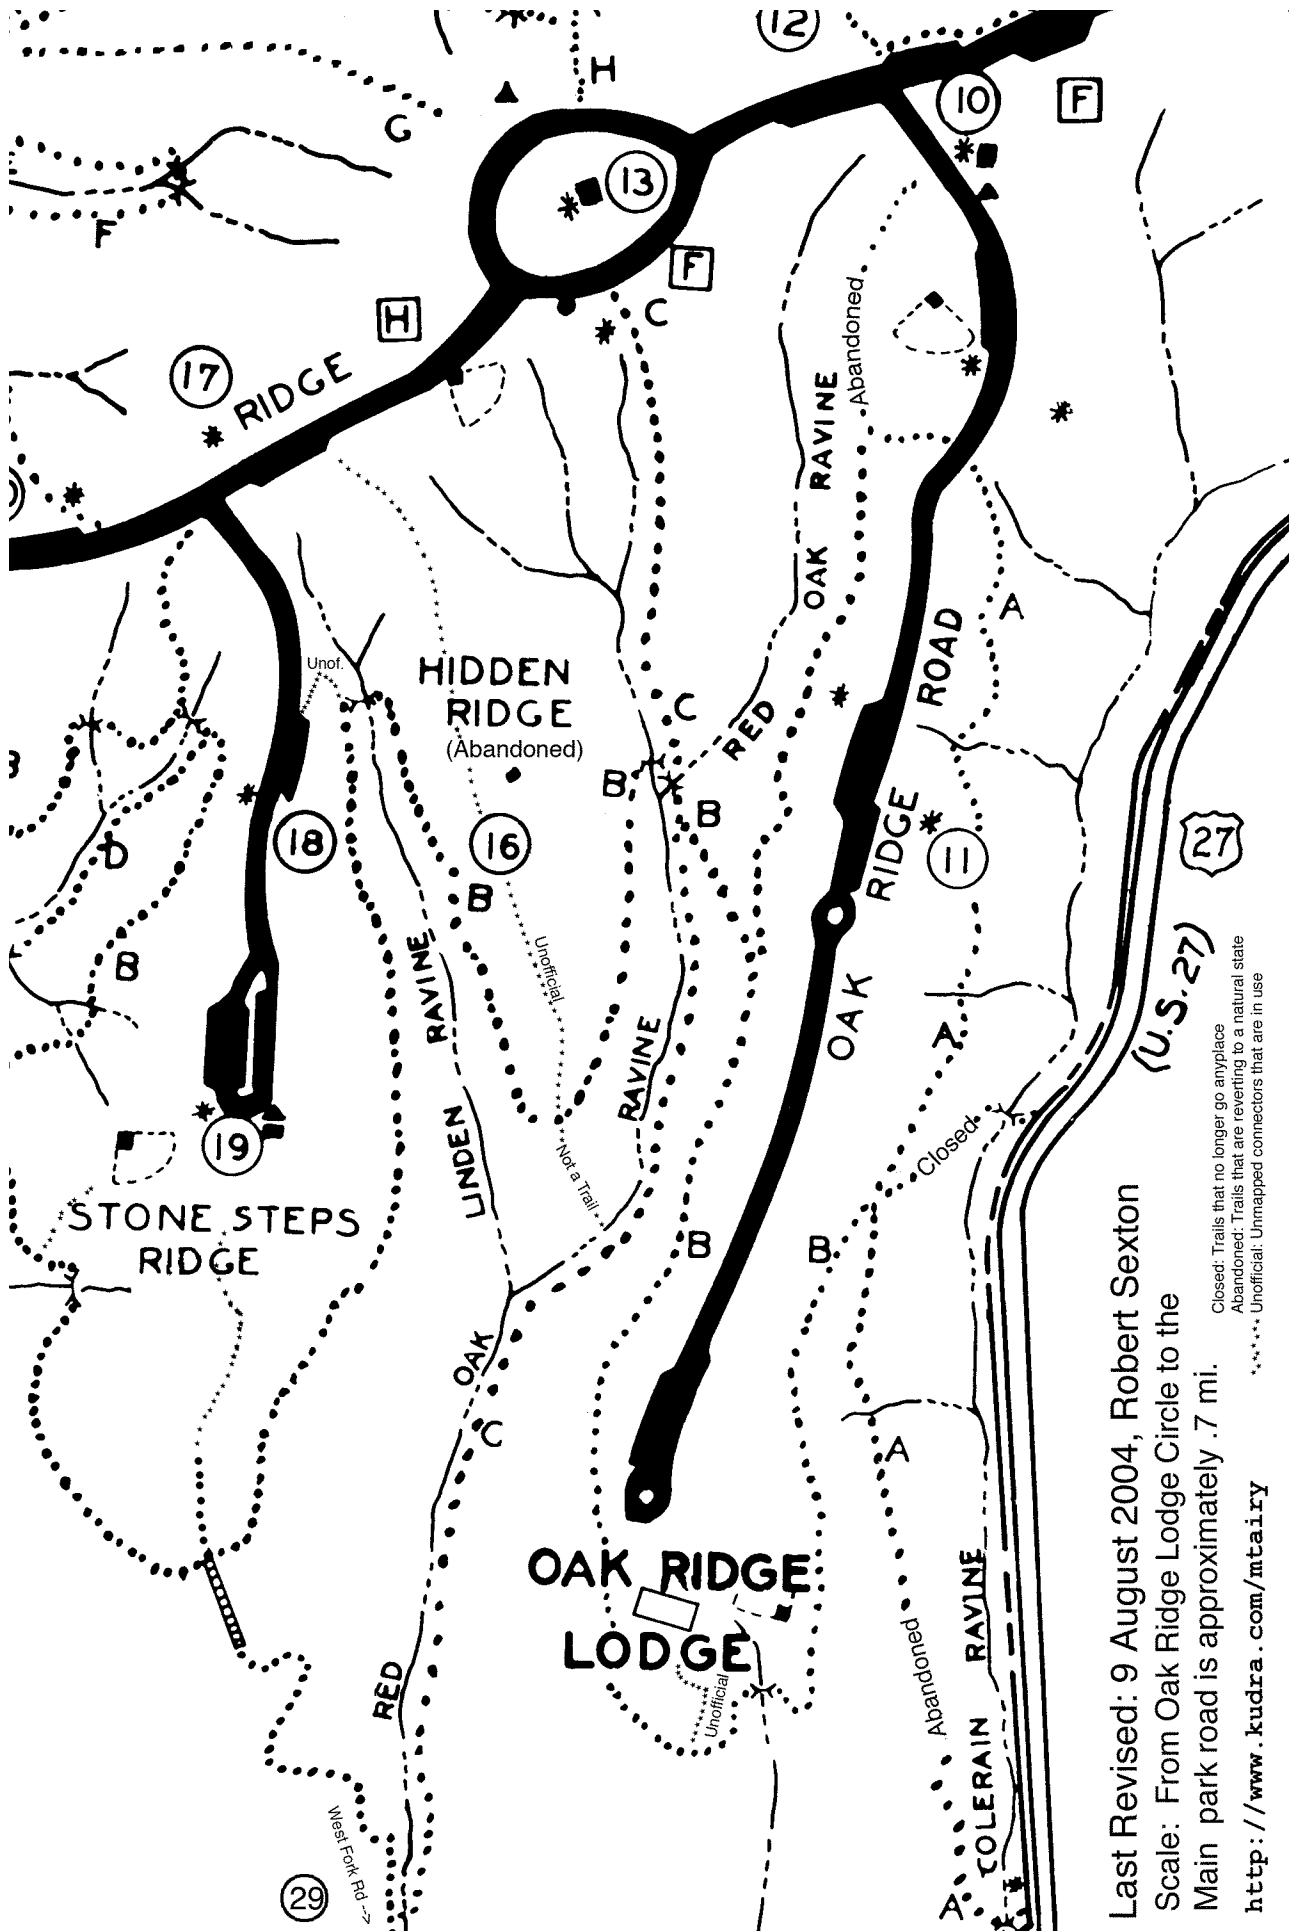 12
H
10
F
G
13
F
F
C
H
17
RIDGE
Abandoned
RAVINE
OAK
RED
A
ROAD
Unof.
HIDDEN
RIDGE
(Abandoned)
C
B
B
B
D
18
16
B
B
RIDGE
11
27
OAK
(U.S.27)
RAVINE
LINDEN
Unofficial
RAVINE
A
Not a Trail
Closed
19
STONE STEPS
RIDGE
B
B
OAK
C
RED
A
OAK RIDGE
LODGE
Unofficial
Abandoned
RAVINE
COLERAIN
A
West Fork Rd -->
29
Closed: Trails that no longer go anyplace
Abandoned: Trails that are reverting to a natural state
Unofficial: Unmapped connectors that are in use
Last Revised: 9 August 2004, Robert Sexton
Scale: From Oak Ridge Lodge Circle to the
Main park road is approximately .7 mi.
http://www.kudra.com/mtairy